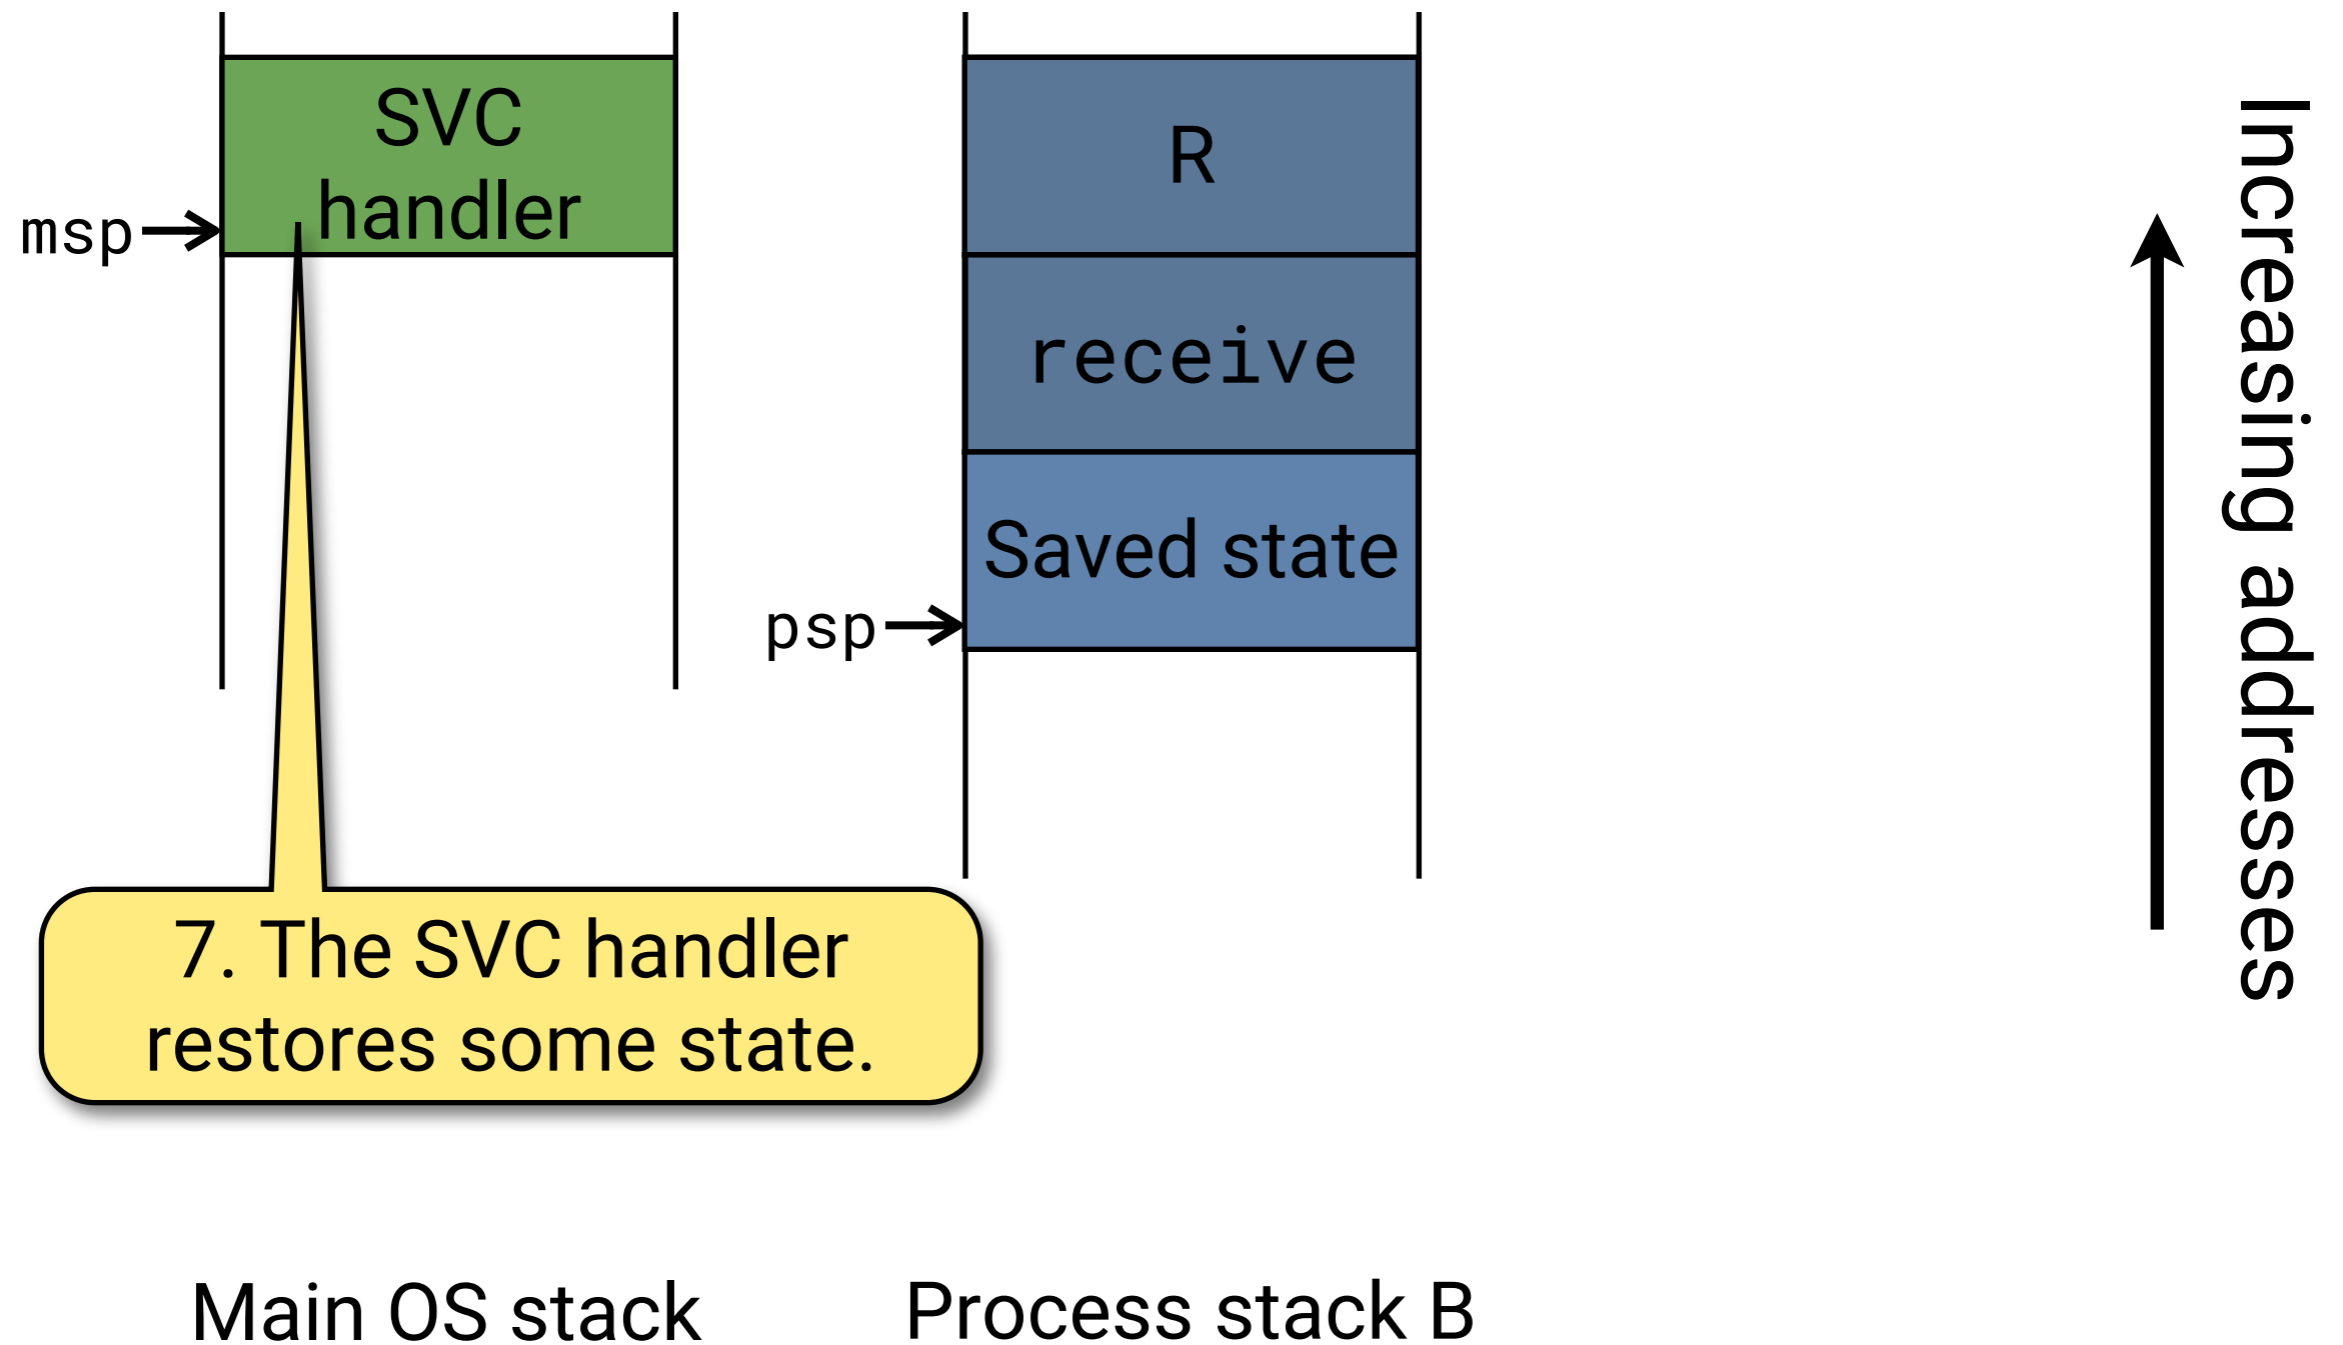 SVC
handler
msp
R
receive
Saved state
psp
Increasing addresses
7. The SVC handler
restores some state.
Main OS stack
Process stack B